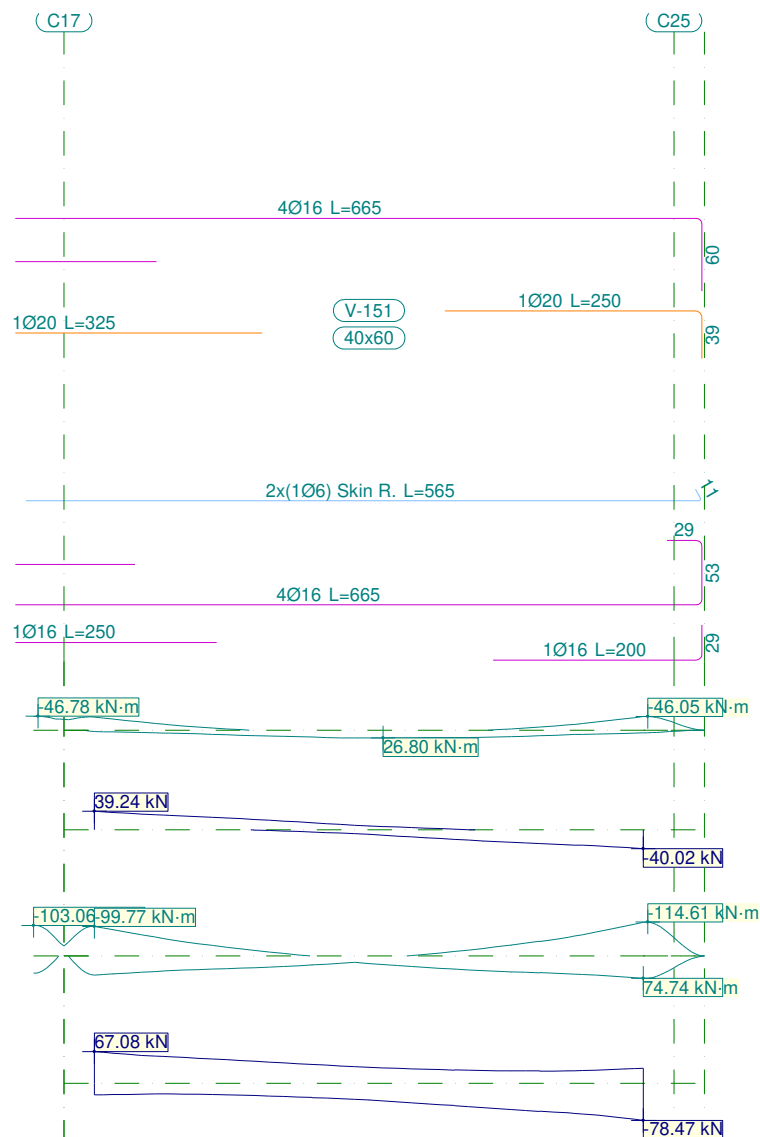 C17
C25
4Ø16 L=665
60
1Ø20 L=250
V-151
1Ø20 L=325
39
40x60
2x(1Ø6) Skin R. L=565
11
29
53
4Ø16 L=665
1Ø16 L=250
29
1Ø16 L=200
-46.78 kN·m
-46.05 kN·m
26.80 kN·m
39.24 kN
-40.02 kN
-103.06
-99.77 kN·m
-114.61 kN·m
74.74 kN·m
67.08 kN
-78.47 kN